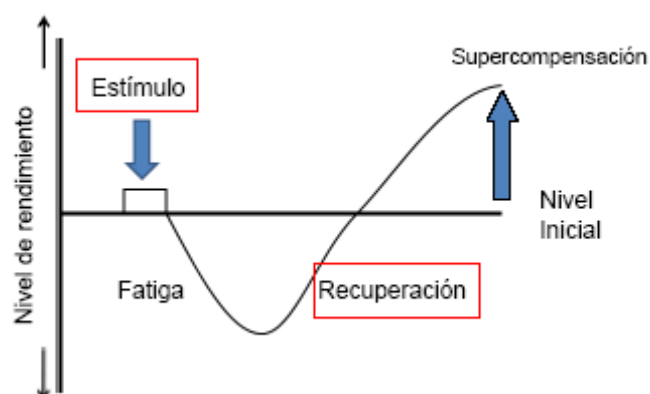 Supercompensación
Estímulo
Nivel de rendimiento
Nivel
Inicial
Fatiga
Recuperación